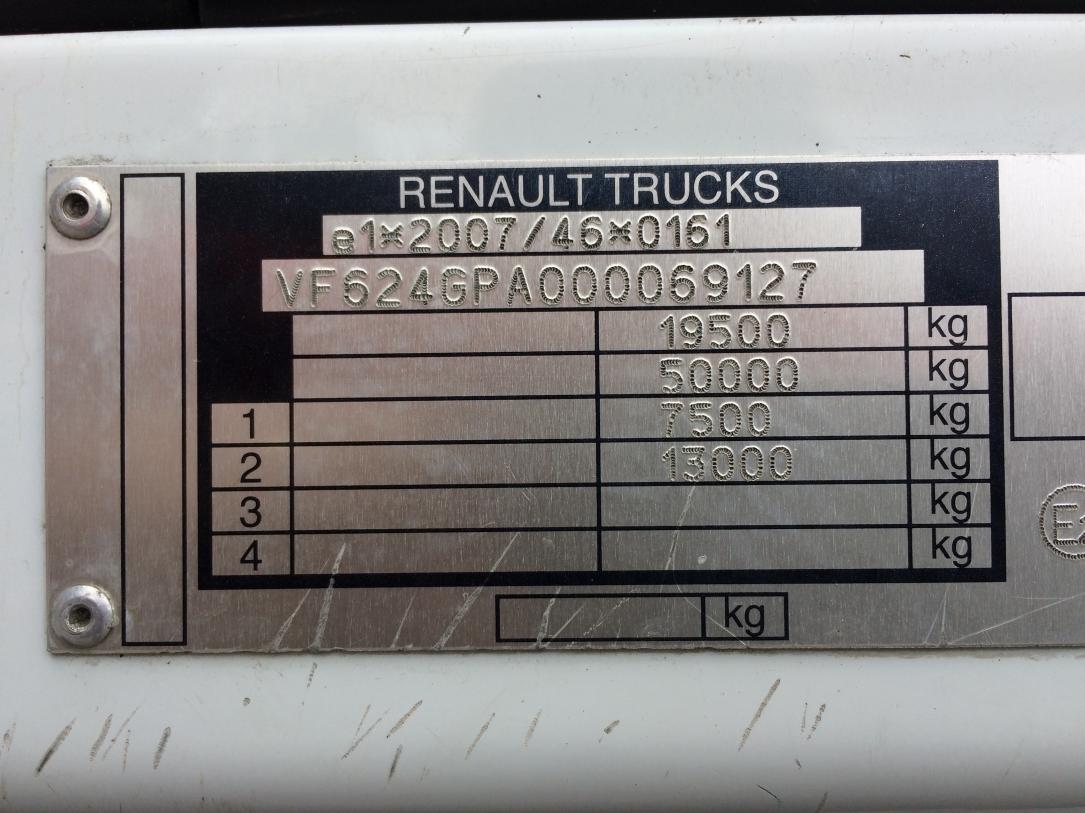 RENAULT TRUCKS
e1*2007/46*0161
VF624GPA000069127
19500 kg
50000 kg
1 7500 kg
2 13000 kg
3 kg
4 kg
kg